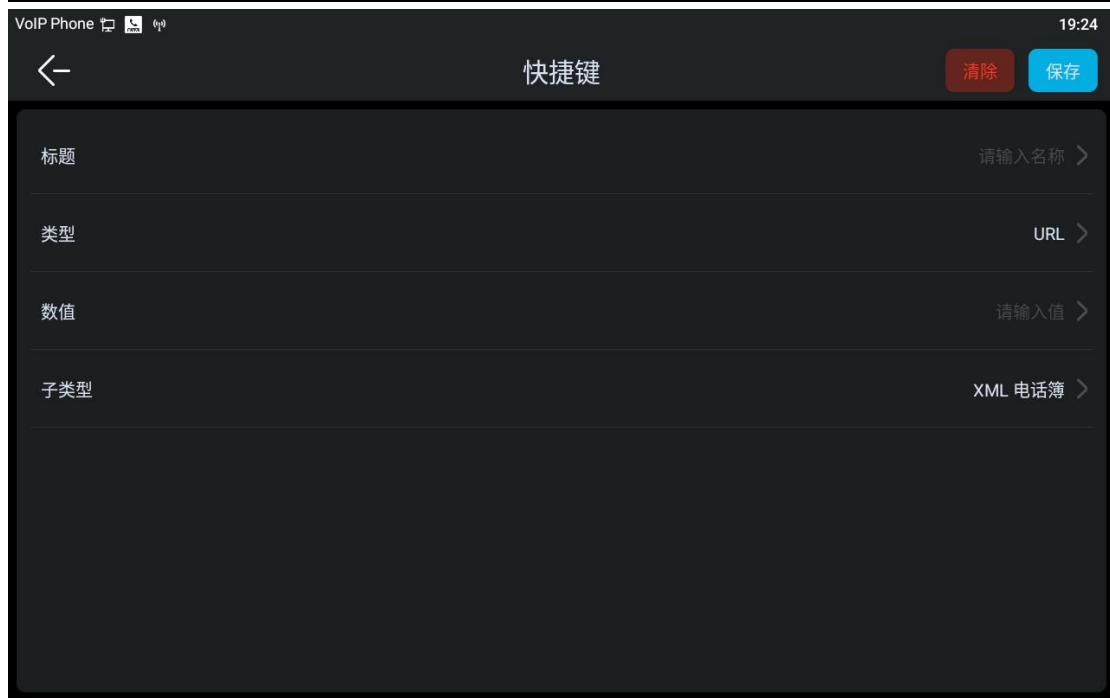 VoIP Phone 19:24
快捷键 清除 保存
标题 请输入名称
类型 URL
数值 请输入值
子类型 XML 电话簿